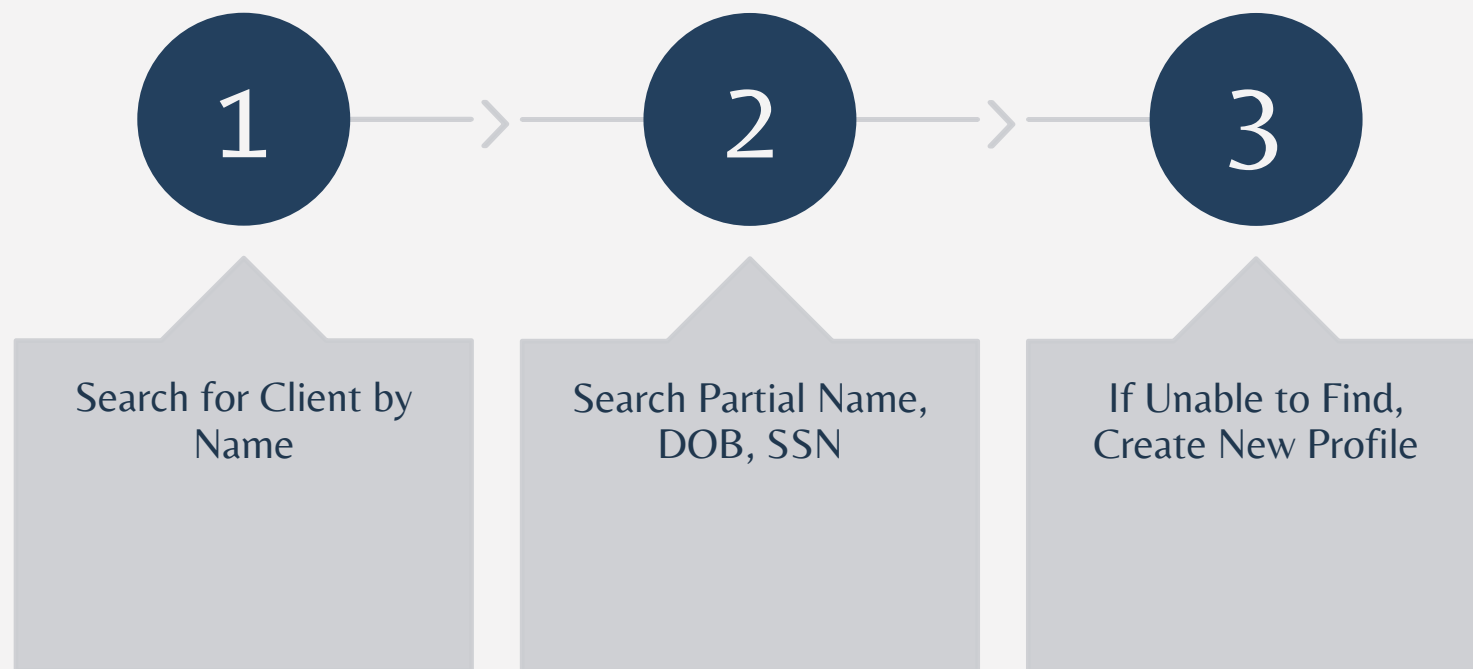 1
2
3
Search for Client by
Name
Search Partial Name,
DOB, SSN
If Unable to Find,
Create New Profile